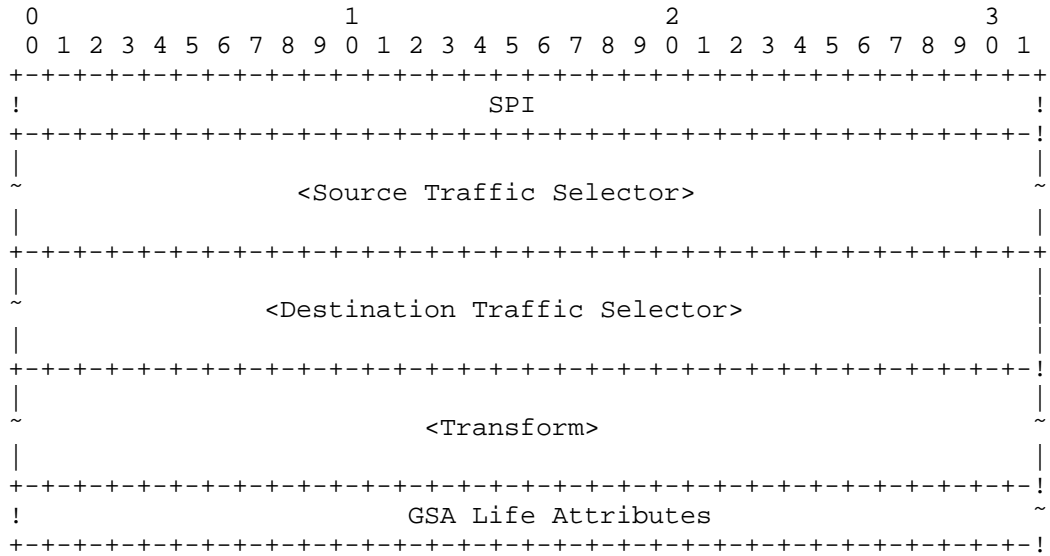 0                   1                   2                   3
 0 1 2 3 4 5 6 7 8 9 0 1 2 3 4 5 6 7 8 9 0 1 2 3 4 5 6 7 8 9 0 1
+-+-+-+-+-+-+-+-+-+-+-+-+-+-+-+-+-+-+-+-+-+-+-+-+-+-+-+-+-+-+-+-+
!                             SPI                               !
+-+-+-+-+-+-+-+-+-+-+-+-+-+-+-+-+-+-+-+-+-+-+-+-+-+-+-+-+-+-+-+-!
|                                                               |
~                 <Source Traffic Selector>                     ~
|                                                               |
+-+-+-+-+-+-+-+-+-+-+-+-+-+-+-+-+-+-+-+-+-+-+-+-+-+-+-+-+-+-+-+-+
|                                                               |
~               <Destination Traffic Selector>                  |
|                                                               |
+-+-+-+-+-+-+-+-+-+-+-+-+-+-+-+-+-+-+-+-+-+-+-+-+-+-+-+-+-+-+-+-!
|                                                               |
~                         <Transform>                           ~
|                                                               |
+-+-+-+-+-+-+-+-+-+-+-+-+-+-+-+-+-+-+-+-+-+-+-+-+-+-+-+-+-+-+-+-!
!                        GSA Life Attributes                    ~
+-+-+-+-+-+-+-+-+-+-+-+-+-+-+-+-+-+-+-+-+-+-+-+-+-+-+-+-+-+-+-+-!